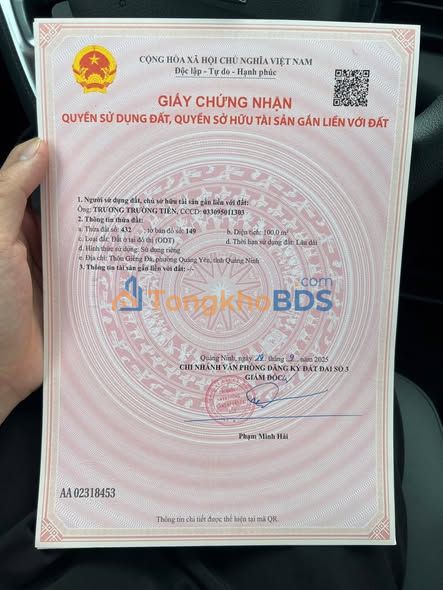 CỘNG HÒA XÃ HỘI CHỦ NGHĨA VIỆT NAM
Độc lập - Tự do - Hạnh phúc
GIẤY CHỨNG NHẬN
QUYỀN SỬ DỤNG ĐẤT, QUYỀN SỞ HỮU TÀI SẢN GẮN LIỀN VỚI ĐẤT
1. Người sử dụng đất, chủ sở hữu tài sản gắn liền với đất:
Ông: TRƯƠNG TRƯỜNG TIẾN, CCCD: 033095011303
2. Thông tin thửa đất:
a. Thửa đất số: 432 ; tờ bản đồ số: 149 b. Diện tích: 100,0 m²
c. Loại đất: Đất ở tại đô thị (ODT) d. Thời hạn sử dụng đất: Lâu dài
đ. Hình thức sử dụng: Sử dụng riêng
e. Địa chỉ: Thôn Giếng Đá, phường Quảng Yên, tỉnh Quảng Ninh
3. Thông tin tài sản gắn liền với đất: -/-
TongkhoBDS.com
Quảng Ninh, ngày 29 tháng 9 năm 2025
CHI NHÁNH VĂN PHÒNG ĐĂNG KÝ ĐẤT ĐAI SỐ 3
GIÁM ĐỐC
Phạm Minh Hải
AA 02318453
Thông tin chi tiết được thể hiện tại mã QR.